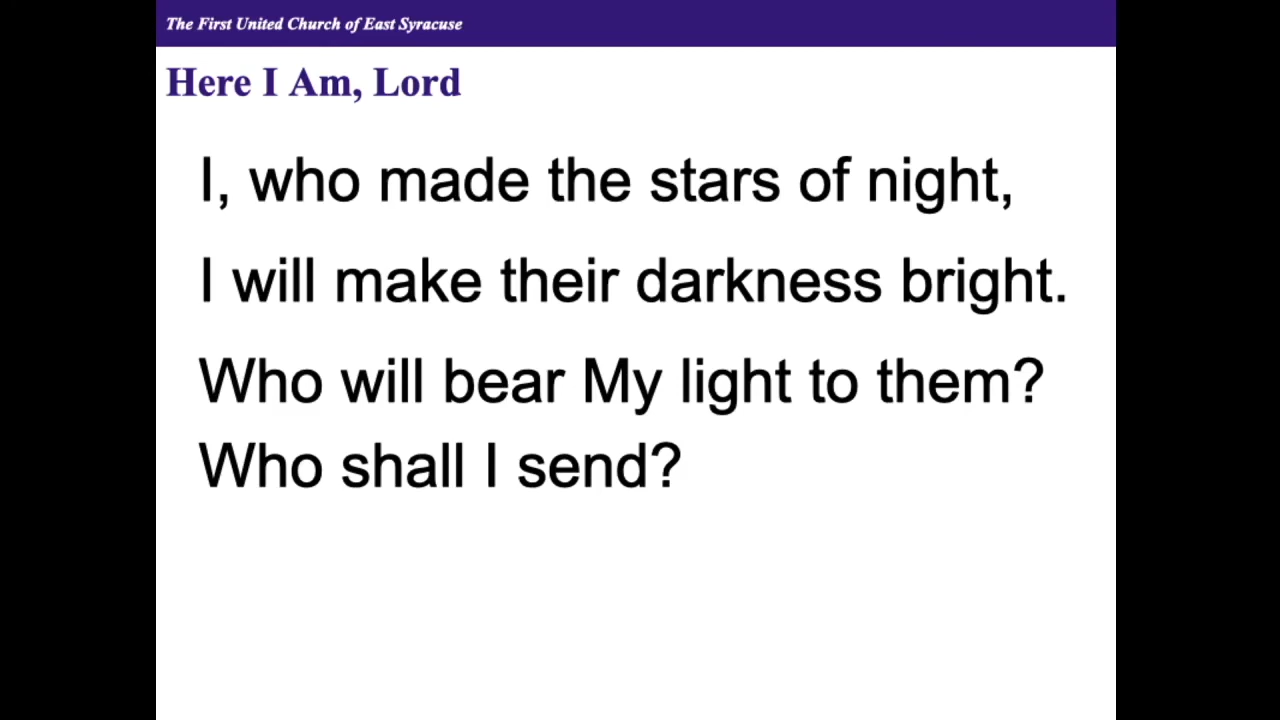 The First United Church of East Syracuse
Here I Am, Lord
I, who made the stars of night,
I will make their darkness bright.
Who will bear My light to them?
Who shall I send?